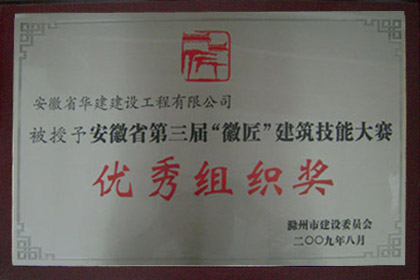 安徽省华建建设工程有限公司
被授予安徽省第三届“徽匠”建筑技能大赛
优秀组织奖
滁州市建设委员会
二〇〇九年八月